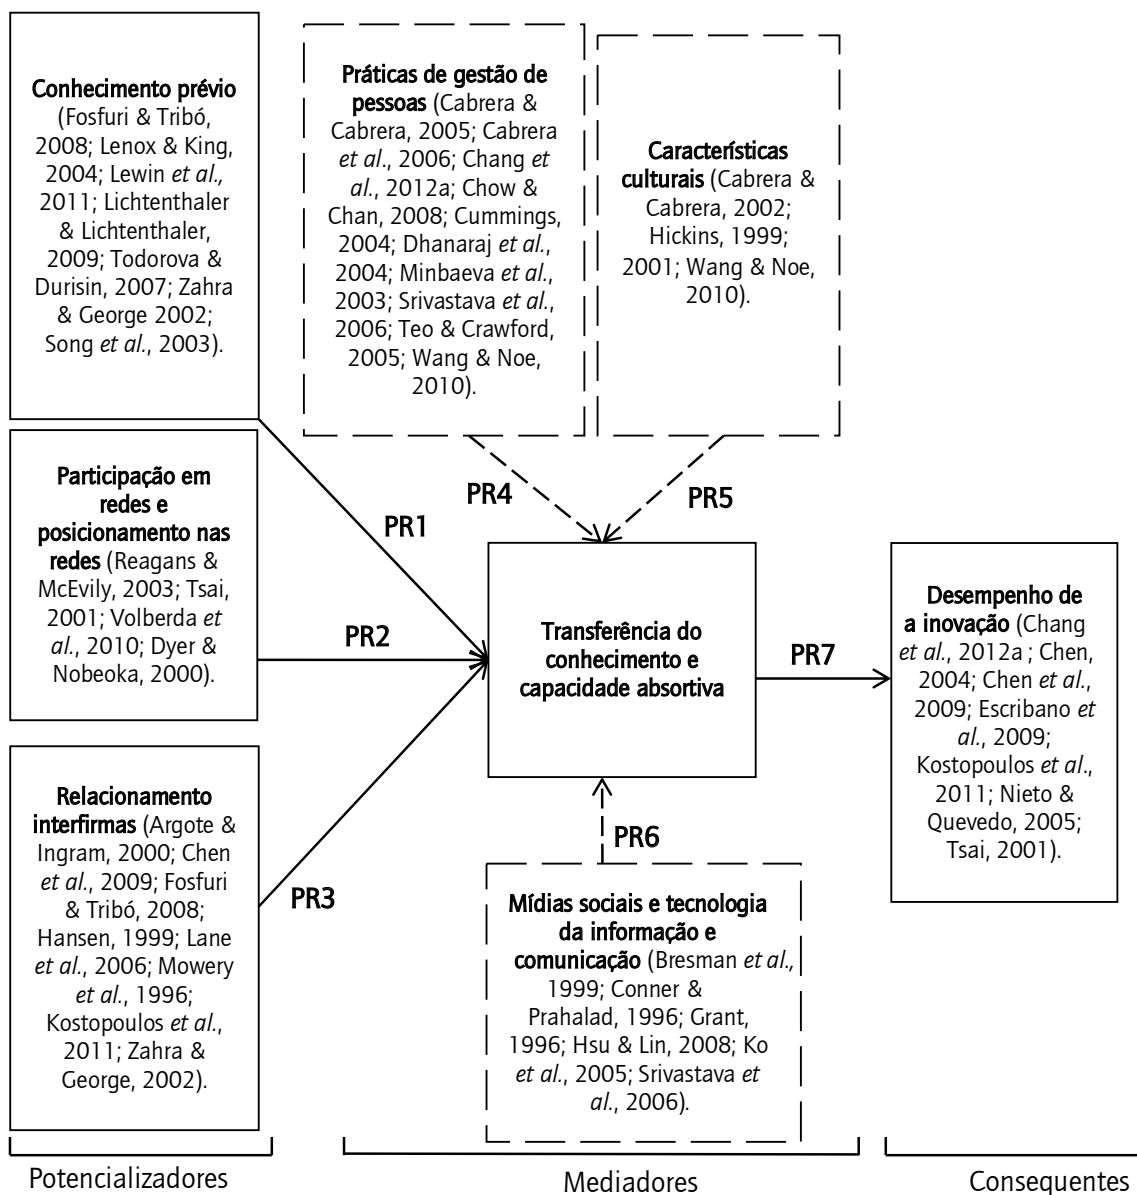 Conhecimento prévio
(Fosfuri & Tribó,
2008; Lenox & King,
2004; Lewin et al.,
2011; Lichtenthaler
& Lichtenthaler,
2009; Todorova &
Durisin, 2007; Zahra
& George 2002;
Song et al., 2003).
Participação em
redes e
posicionamento nas
redes (Reagans &
McEvily, 2003; Tsai,
2001; Volberda et
al., 2010; Dyer &
Nobeoka, 2000).
Relacionamento
interfirmas (Argote &
Ingram, 2000; Chen
et al., 2009; Fosfuri
& Tribó, 2008;
Hansen, 1999; Lane
et al., 2006; Mowery
et al., 1996;
Kostopoulos et al.,
2011; Zahra &
George, 2002).
Potencializadores
Práticas de gestão de
pessoas (Cabrera &
Cabrera, 2005; Cabrera
et al., 2006; Chang et
al., 2012a; Chow &
Chan, 2008; Cummings,
2004; Dhanaraj et al.,
2004; Minbaeva et al.,
2003; Srivastava et al.,
2006; Teo & Crawford,
2005; Wang & Noe,
2010).
Características
culturais (Cabrera &
Cabrera, 2002;
Hickins, 1999;
2001; Wang & Noe,
2010).
PR4
PR5
PR1
PR2
PR3
Transferência do
conhecimento e
capacidade absortiva
PR7
PR6
Mídias sociais e tecnologia
da informação e
comunicação (Bresman et al.,
1999; Conner &
Prahalad, 1996; Grant,
1996; Hsu & Lin, 2008; Ko
et al., 2005; Srivastava et
al., 2006).
Mediadores
Desempenho de
a inovação (Chang
et al., 2012a ; Chen,
2004; Chen et al.,
2009; Escribano et
al., 2009;
Kostopoulos et al.,
2011; Nieto &
Quevedo, 2005;
Tsai, 2001).
Consequentes